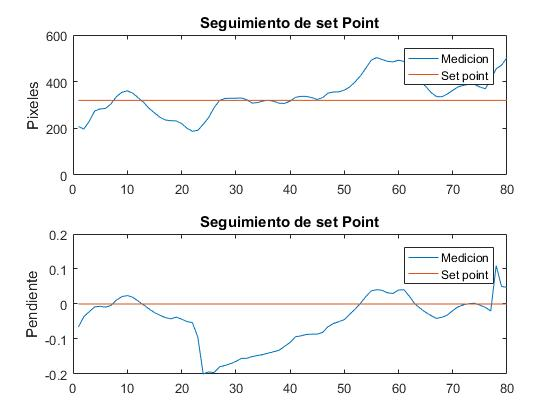 Seguimiento de set Point
600
400
200
0
Pixeles
Medicion
Set point
0 10 20 30 40 50 60 70 80
Seguimiento de set Point
0.2
0.1
0
-0.1
-0.2
Pendiente
Medicion
Set point
0 10 20 30 40 50 60 70 80